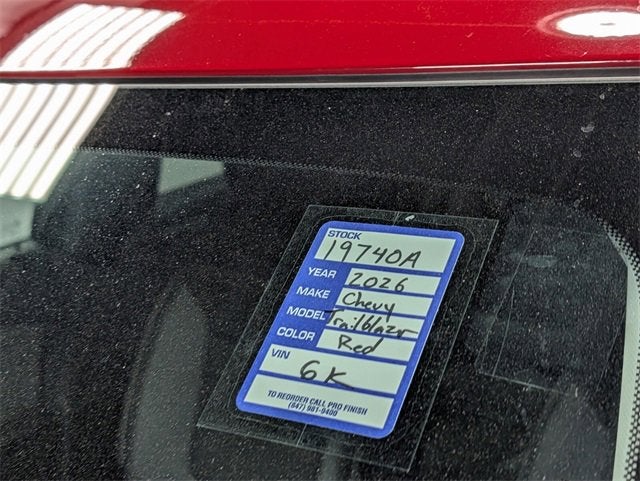 STOCK
19740A
YEAR 2026
MAKE Chevy
MODEL Trailblazer
COLOR Red
VIN
6K
TO REORDER CALL PRO FINISH
(847) 981-9400